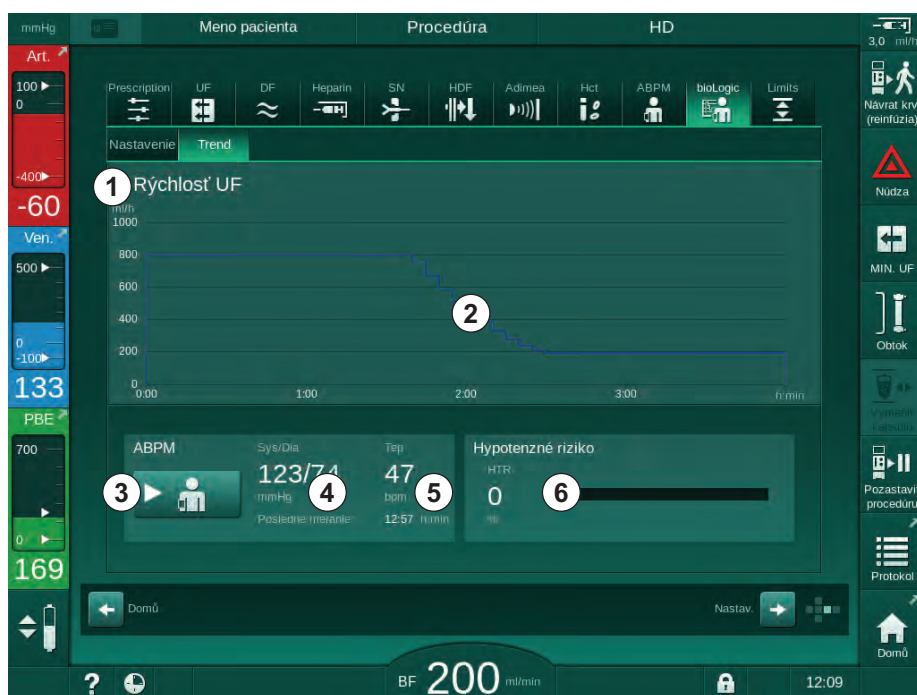 mmHg
Meno pacienta
Procedúra
HD
3,0 ml/h
Art.
100
0
-400
-60
Ven.
500
0
-100
133
PBE
700
0
169
Prescription
UF
DF
Heparin
SN
HDF
Adimea
Hct
ABPM
bioLogic
Limits
Nastavenie
Trend
1
Rýchlosť UF
ml/h
1000
800
600
400
200
0
2
0:00
1:00
2:00
3:00
h:min
ABPM
Sys/Dia
Tep
3
123/74
47
mmHg
4
bpm
5
Posledne meranie
12:57 h:min
Hypotenzné riziko
HTR
0
6
%
Domů
Nastav.
Návrat krvi
(reinfúzia)
Núdza
MIN. UF
Obtok
kapsulu
Pozastaviť
procedúru
Protokol
Domů
?
BF 200 ml/min
12:09